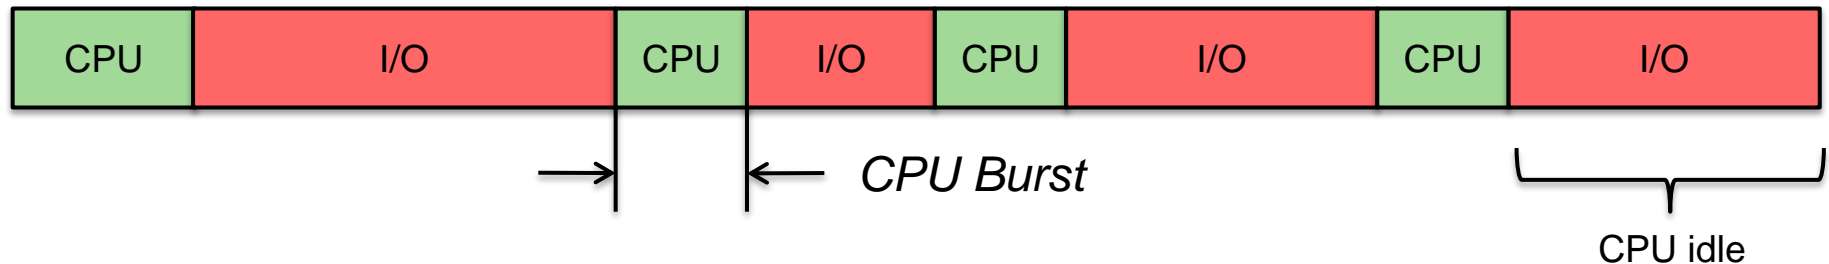 CPU I/O CPU I/O CPU I/O CPU I/O
CPU Burst
CPU idle